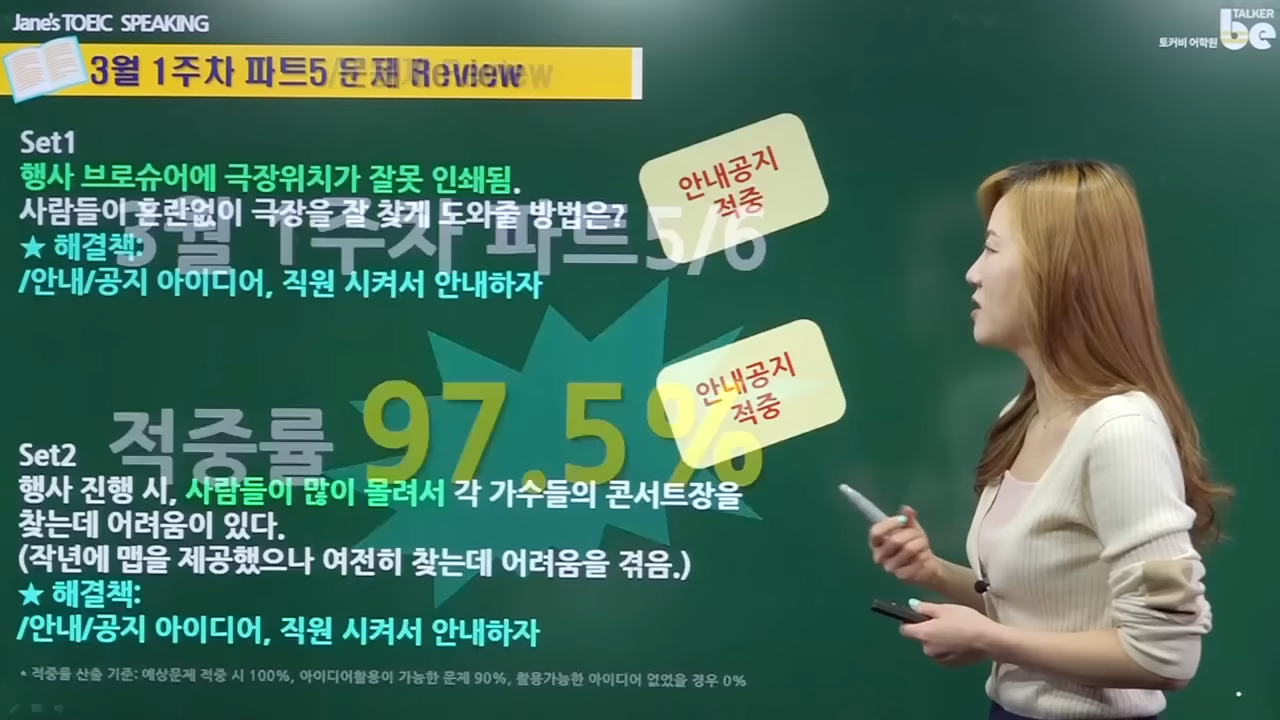 Jane's TOEIC SPEAKING
TALKER
be
토커비 어학원
3월 1주차 파트5 문제 Review
Set1
행사 브로슈어에 극장위치가 잘못 인쇄됨.
사람들이 혼란없이 극장을 잘 찾게 도와줄 방법은?
★ 해결책:
/안내/공지 아이디어, 직원 시켜서 안내하자
안내공지
적중
3월 1주차 파트5/6
적중률 97.5%
안내공지
적중
Set2
행사 진행 시, 사람들이 많이 몰려서 각 가수들의 콘서트장을
찾는데 어려움이 있다.
(작년에 맵을 제공했으나 여전히 찾는데 어려움을 겪음.)
★ 해결책:
/안내/공지 아이디어, 직원 시켜서 안내하자
* 적중률 산출 기준: 예상문제 적중 시 100%, 아이디어활용이 가능한 문제 90%, 활용가능한 아이디어 없었을 경우 0%